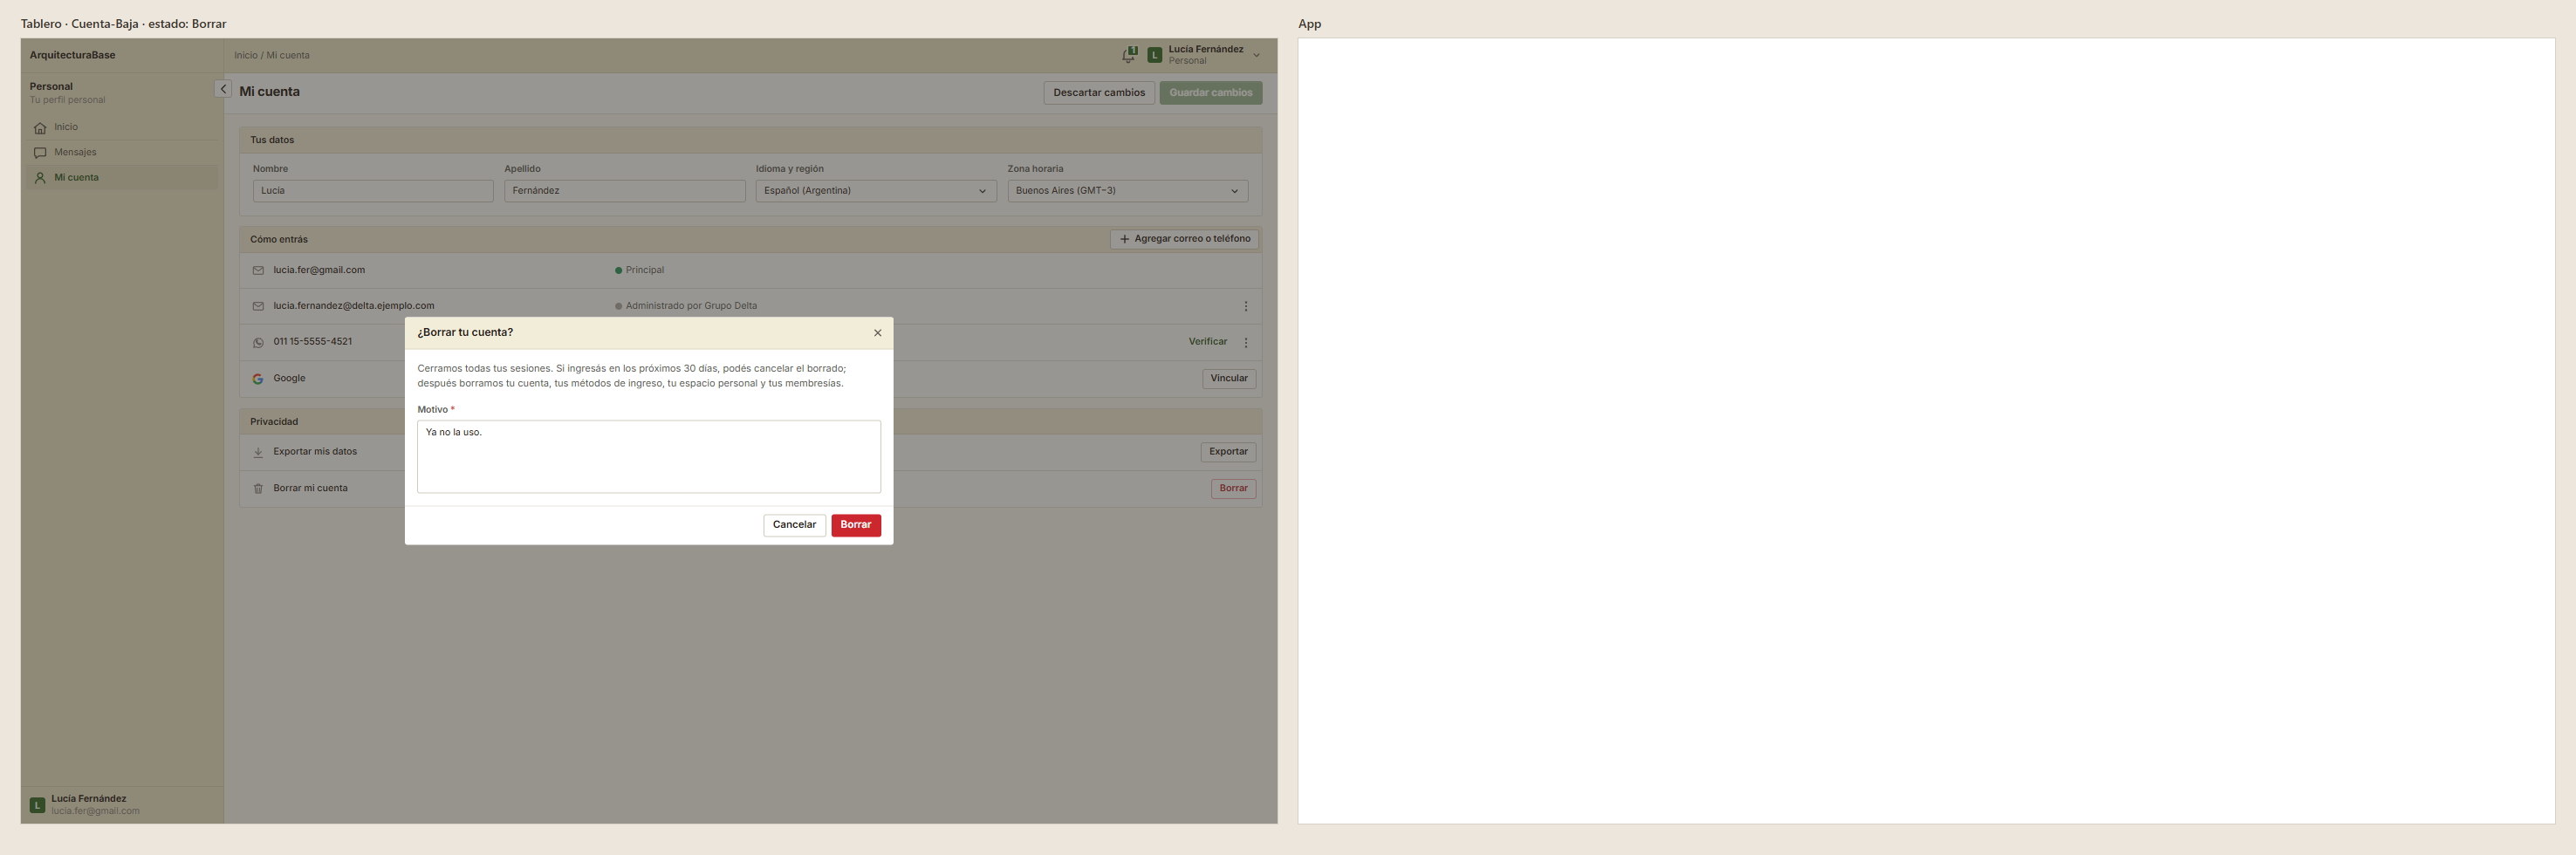 Tablero · Cuenta-Baja · estado: Borrar
App
ArquitecturaBase
Inicio / Mi cuenta
1
L
Lucía Fernández
Personal
Personal
Tu perfil personal
Inicio
Mensajes
Mi cuenta
Mi cuenta
Descartar cambios
Guardar cambios
Tus datos
Nombre
Apellido
Idioma y región
Zona horaria
Lucía
Fernández
Español (Argentina)
Buenos Aires (GMT−3)
Cómo entrás
Agregar correo o teléfono
lucia.fer@gmail.com
Principal
lucia.fernandez@delta.ejemplo.com
Administrado por Grupo Delta
011 15-5555-4521
Verificar
Google
Vincular
Privacidad
Exportar mis datos
Exportar
Borrar mi cuenta
Borrar
¿Borrar tu cuenta?
Cerramos todas tus sesiones. Si ingresás en los próximos 30 días, podés cancelar el borrado;
después borramos tu cuenta, tus métodos de ingreso, tu espacio personal y tus membresías.
Motivo *
Ya no la uso.
Cancelar
Borrar
L
Lucía Fernández
lucia.fer@gmail.com